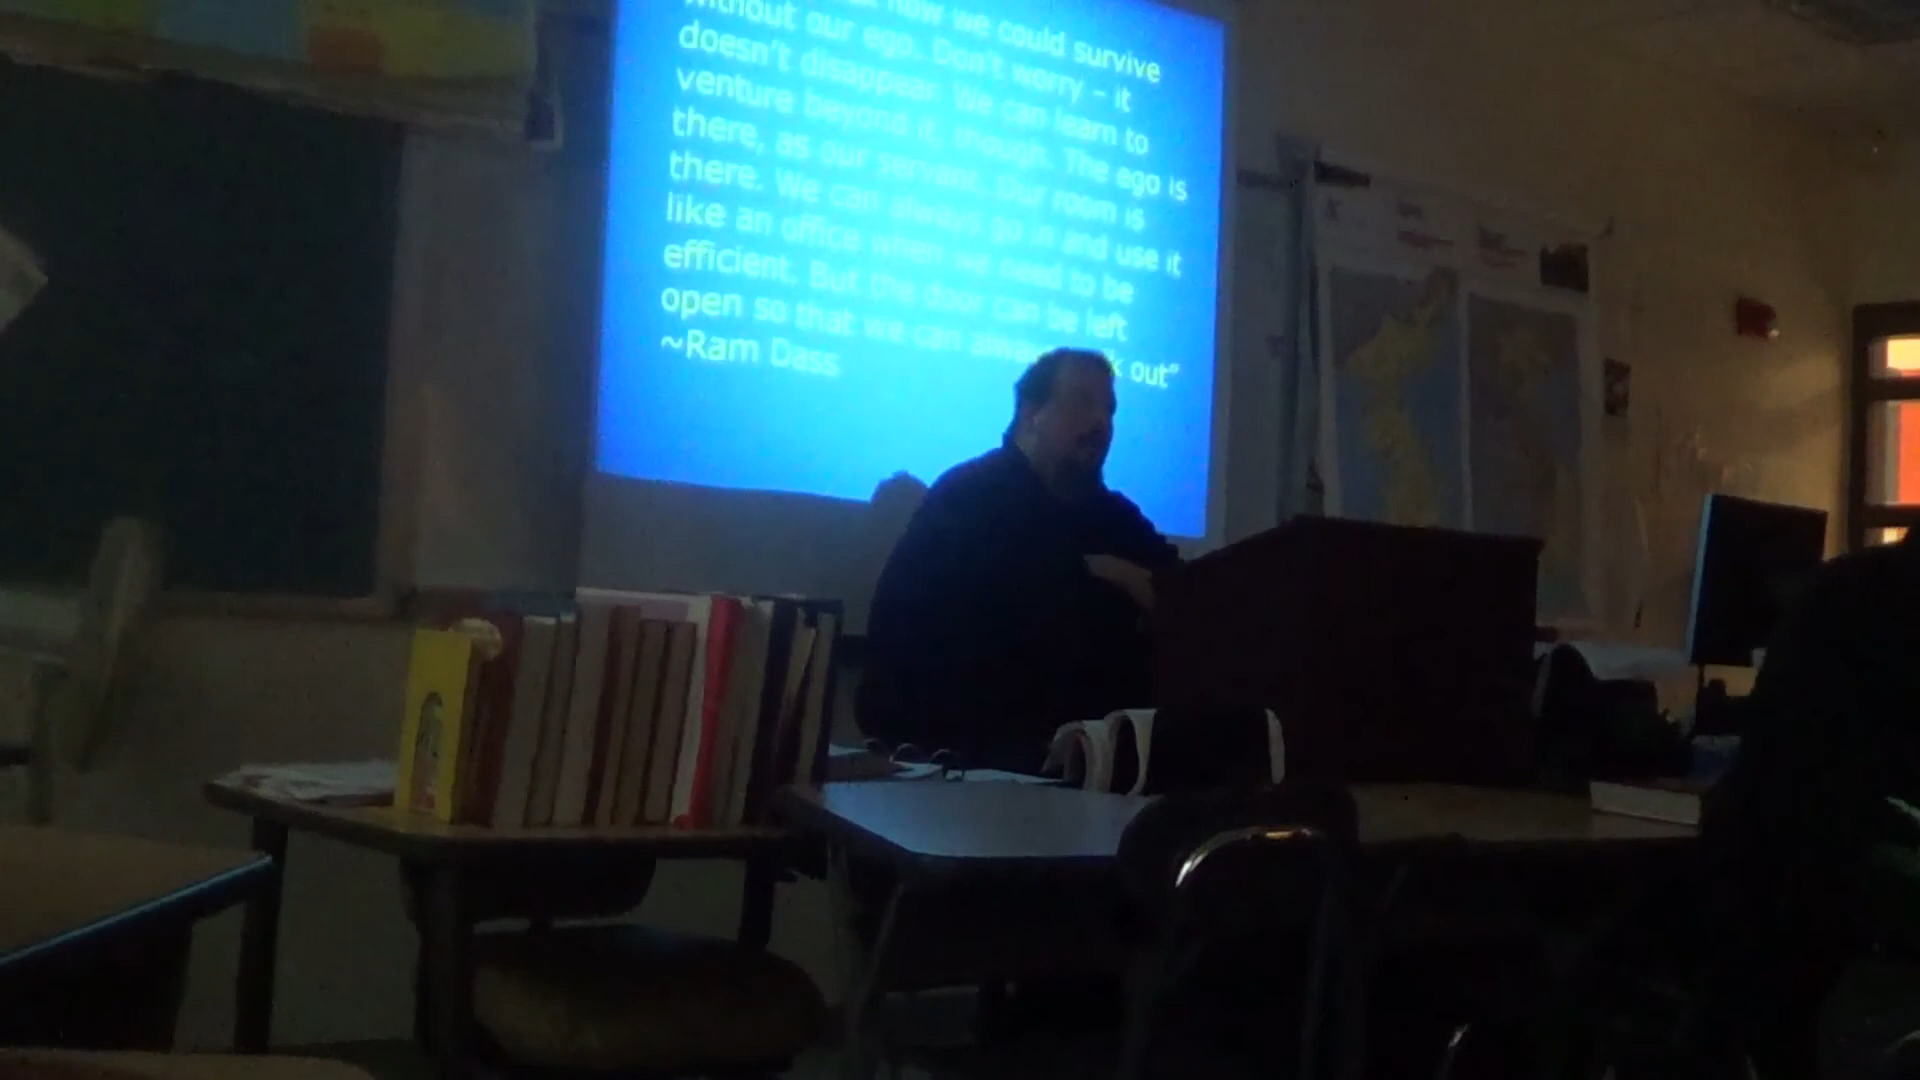 how we could survive
without our ego. Don't worry – it
doesn't disappear. We can learn to
venture beyond it, though. The ego is
there, as our servant. Our room is
there. We can always go in and use it
like an office when we need to be
efficient. But the door can be left
open so that we can always k out"
~Ram Dass